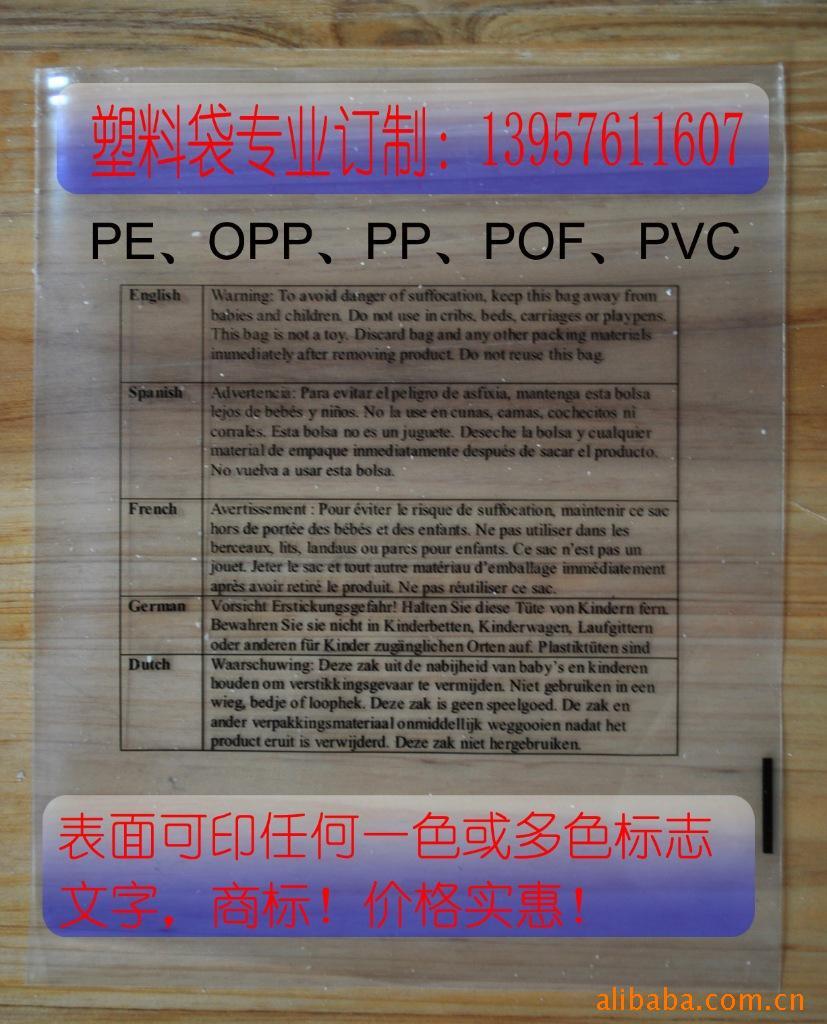 塑料袋专业订制：13957611607
PE、OPP、PP、POF、PVC
English
Warning: To avoid danger of suffocation, keep this bag away from
babies and children. Do not use in cribs, beds, carriages or playpens.
This bag is not a toy. Discard bag and any other packing materials
immediately after removing product. Do not reuse this bag.
Spanish
Advertencia: Para evitar el peligro de asfixia, mantenga esta bolsa
lejos de bebés y niños. No la use en cunas, camas, cochecitos ni
corrales. Esta bolsa no es un juguete. Deseche la bolsa y cualquier
material de empaque inmediatamente después de sacar el producto.
No vuelva a usar esta bolsa.
French
Avertissement : Pour éviter le risque de suffocation, maintenir ce sac
hors de portée des bébés et des enfants. Ne pas utiliser dans les
berceaux, lits, landaus ou parcs pour enfants. Ce sac n'est pas un
jouet. Jeter le sac et tout autre matériau d'emballage immédiatement
après avoir retiré le produit. Ne pas réutiliser ce sac.
German
Vorsicht Erstickungsgefahr! Halten Sie diese Tüte von Kindern fern.
Bewahren Sie sie nicht in Kinderbetten, Kinderwagen, Laufgittern
oder anderen für Kinder zugänglichen Orten auf. Plastiktüten sind
Dutch
Waarschuwing: Deze zak uit de nabijheid van baby's en kinderen
houden om verstikkingsgevaar te vermijden. Niet gebruiken in een
wieg, bedje of loophek. Deze zak is geen speelgoed. De zak en
ander verpakkingsmateriaal onmiddellijk weggooien nadat het
product eruit is verwijderd. Deze zak niet hergebruiken.
表面可印任何一色或多色标志
文字，商标！价格实惠！
alibaba.com.cn